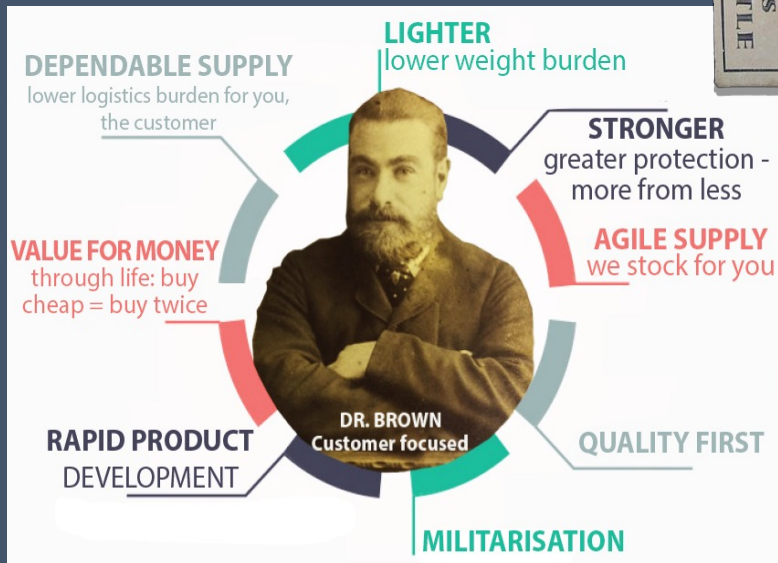 LIGHTER
lower weight burden
STRONGER
greater protection -
more from less
AGILE SUPPLY
we stock for you
QUALITY FIRST
MILITARISATION
RAPID PRODUCT
DEVELOPMENT
VALUE FOR MONEY
through life: buy
cheap = buy twice
DEPENDABLE SUPPLY
lower logistics burden for you,
the customer
DR. BROWN
Customer focused